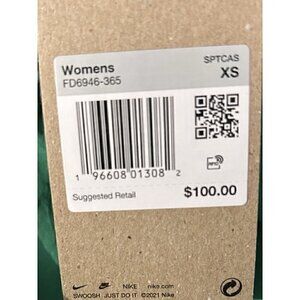 Womens
SPTCAS
FD6946-365
XS
1 96608 01308 2
RFID
Suggested Retail
$100.00
NIKE nike.com
SWOOSH JUST DO IT ©2021 Nike